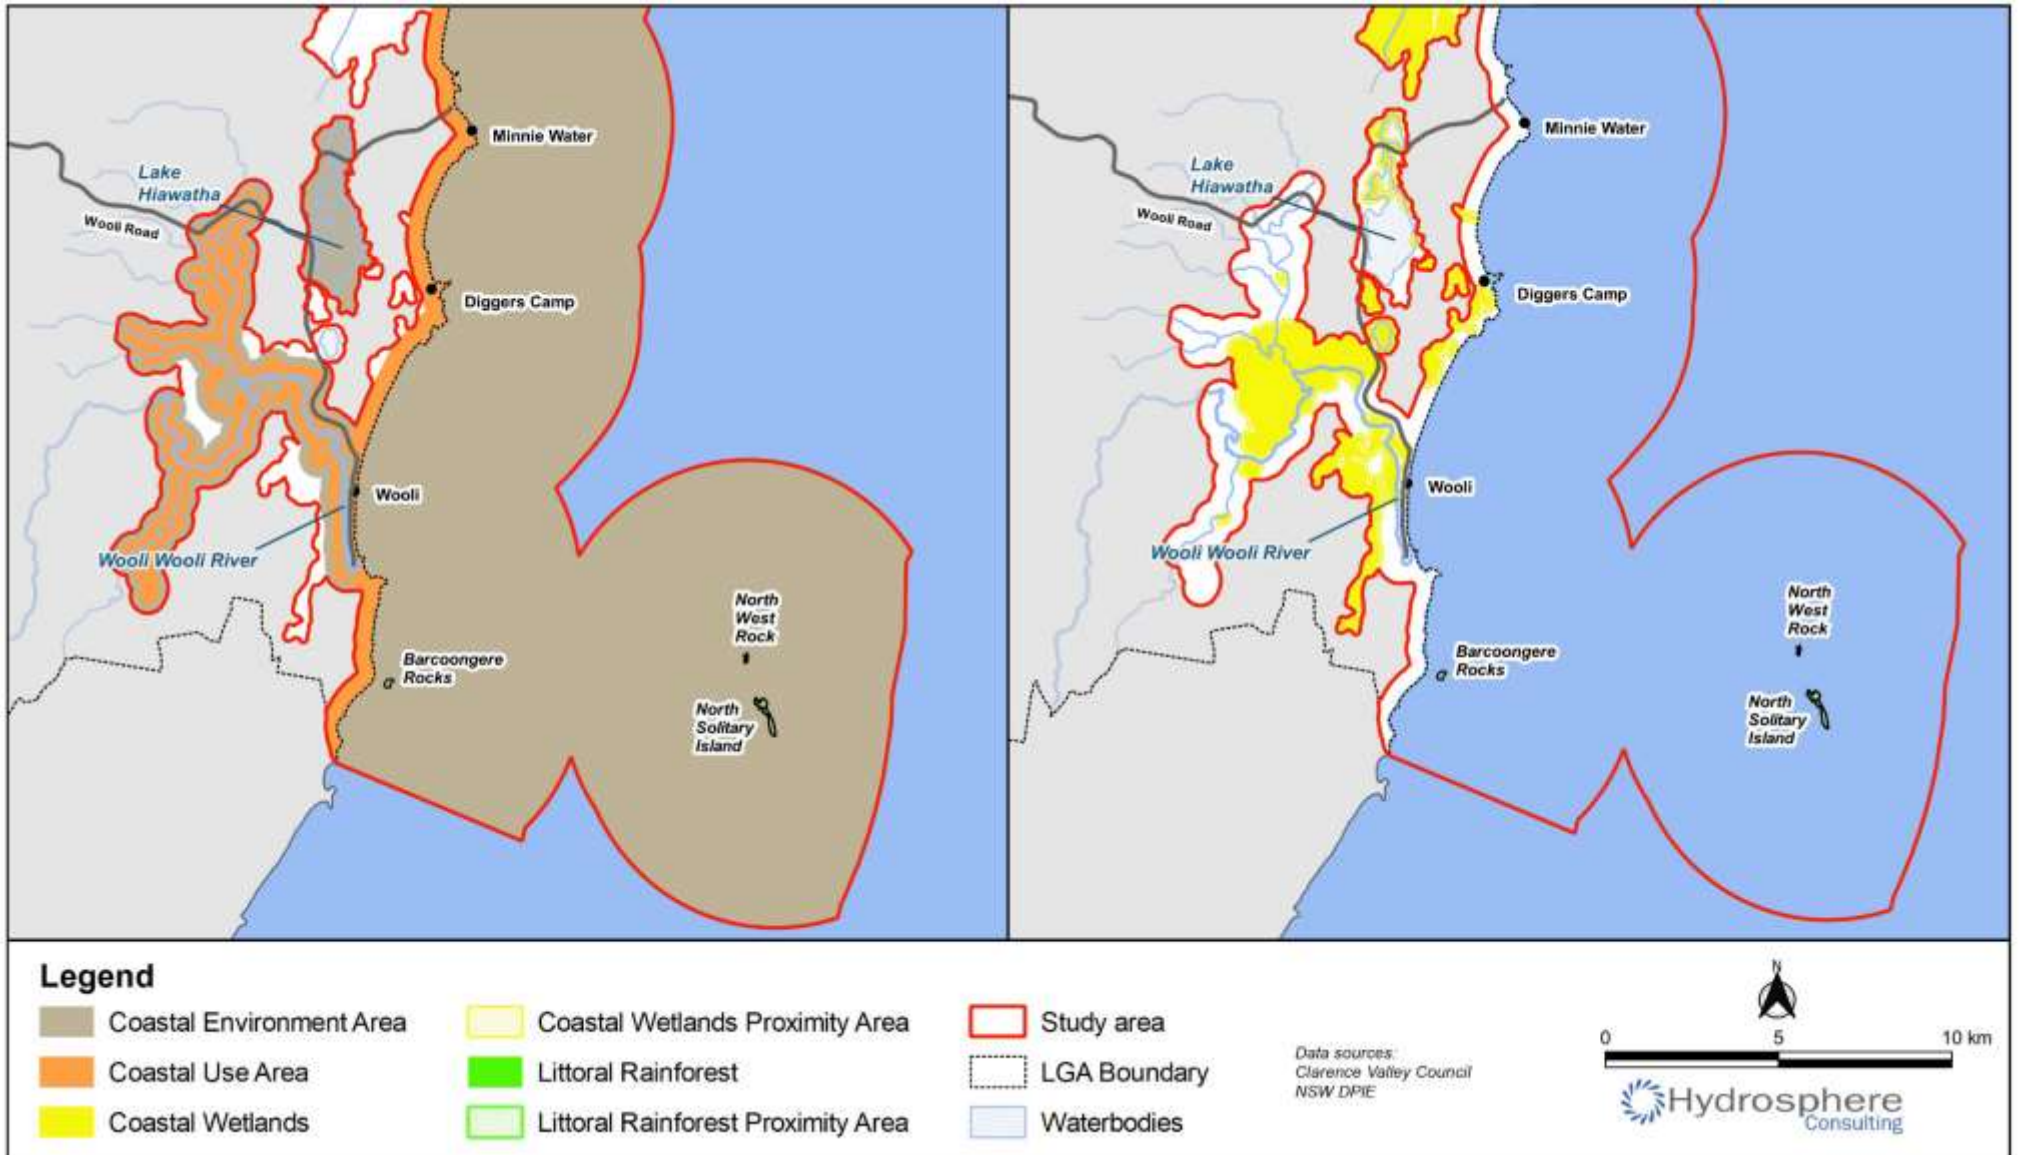 Minnie Water
Lake
Hiawatha
Wooli Road
Diggers Camp
Wooli
Wooli Wooli River
North
West
Rock
Barcoongere
Rocks
North
Solitary
Island
Minnie Water
Lake
Hiawatha
Wooli Road
Diggers Camp
Wooli
Wooli Wooli River
North
West
Rock
Barcoongere
Rocks
North
Solitary
Island
Legend
Coastal Environment Area
Coastal Use Area
Coastal Wetlands
Coastal Wetlands Proximity Area
Littoral Rainforest
Littoral Rainforest Proximity Area
Study area
LGA Boundary
Waterbodies
Data sources:
Clarence Valley Council
NSW DPIE
N
0 5 10 km
Hydrosphere
Consulting